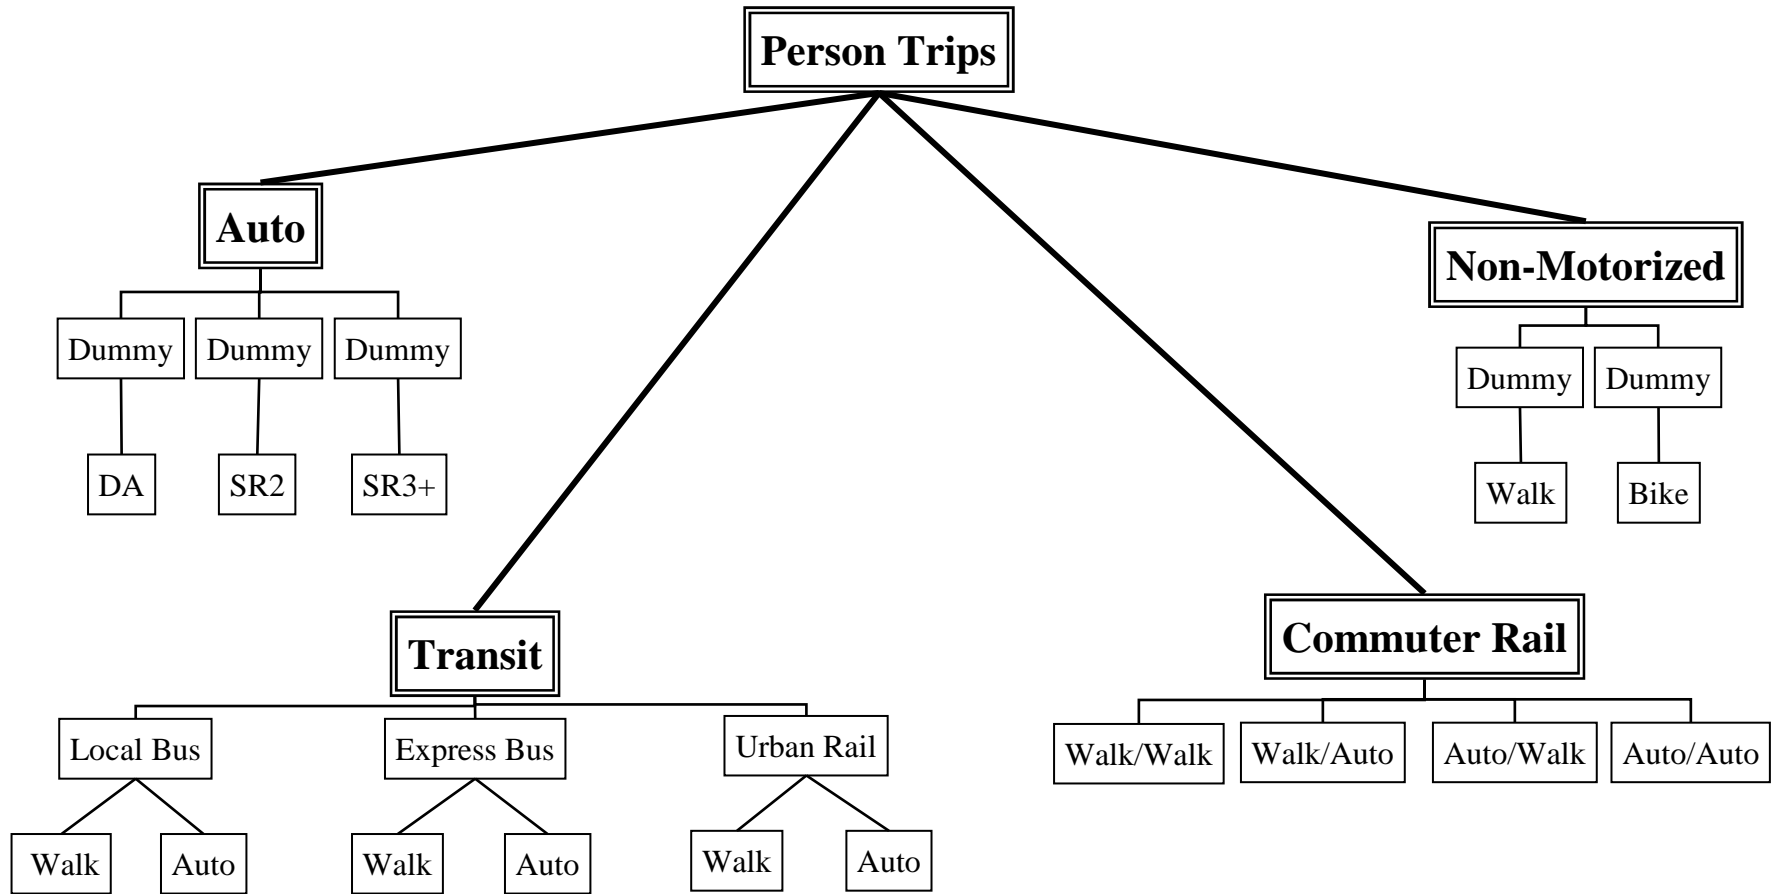 Person Trips
Auto
Non-Motorized
Dummy Dummy Dummy
Dummy Dummy
DA SR2 SR3+
Walk Bike
Transit
Commuter Rail
Local Bus Express Bus Urban Rail
Walk/Walk Walk/Auto Auto/Walk Auto/Auto
Walk Auto Walk Auto Walk Auto